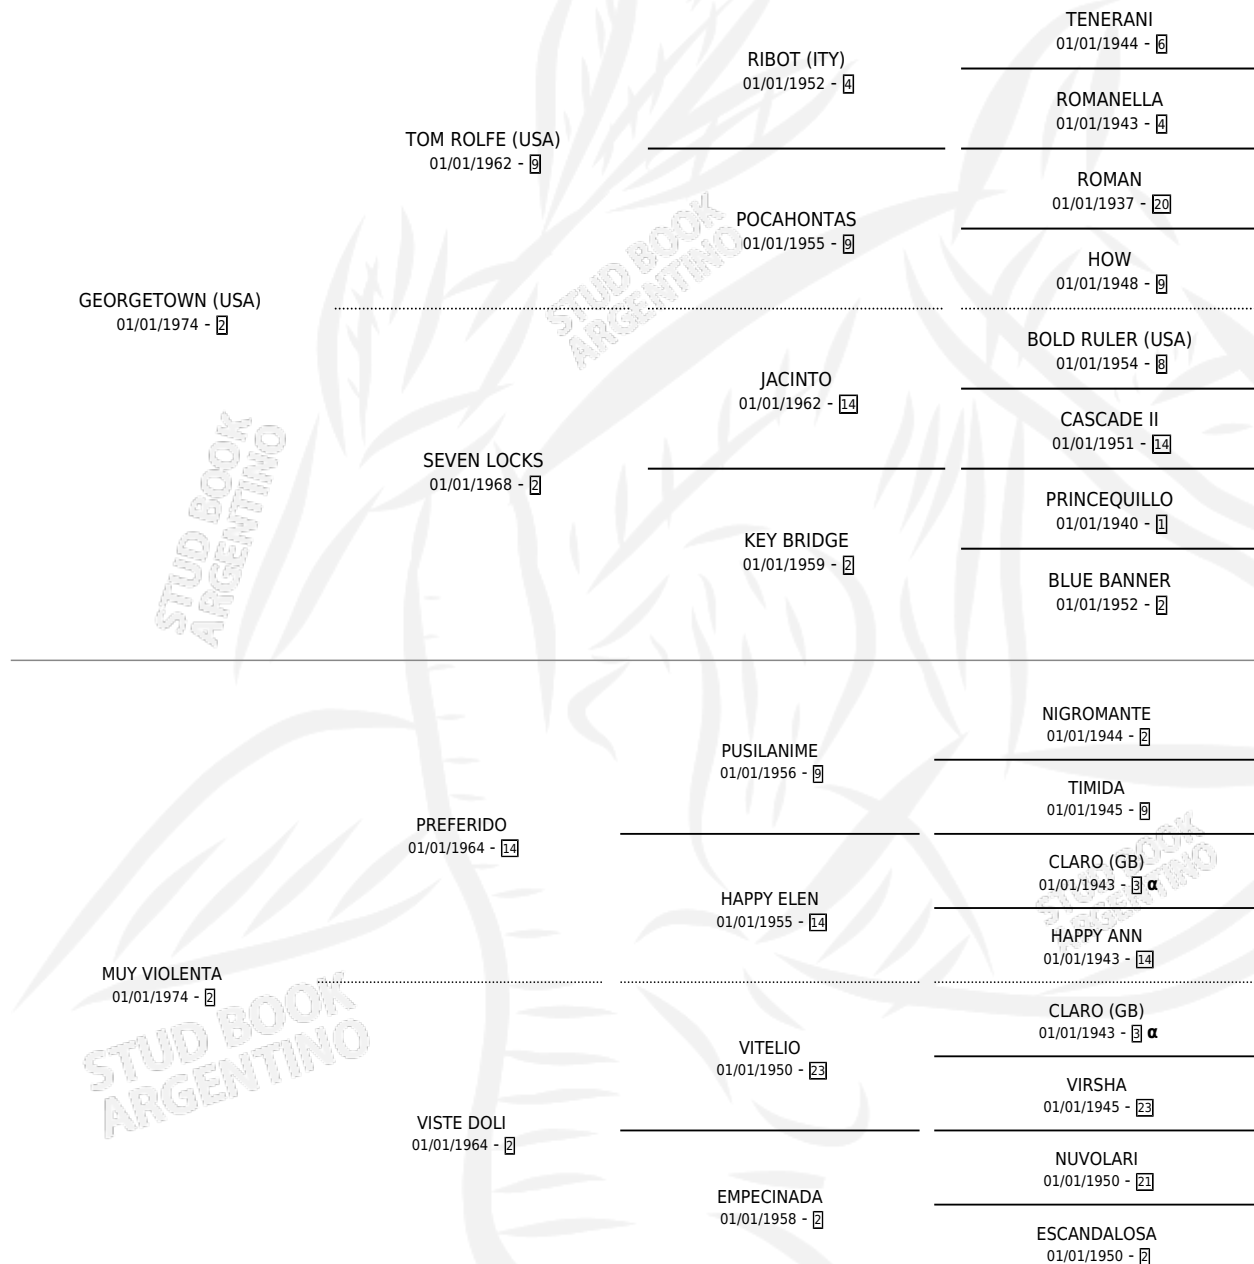 TENERANI
01/01/1944 - 6
RIBOT (ITY)
01/01/1952 - 4
ROMANELLA
01/01/1943 - 4
TOM ROLFE (USA)
01/01/1962 - 9
ROMAN
01/01/1937 - 20
POCAHONTAS
01/01/1955 - 9
HOW
01/01/1948 - 9
STUD BOOK
ARGENTINO
GEORGETOWN (USA)
01/01/1974 - 2
BOLD RULER (USA)
01/01/1954 - 8
JACINTO
01/01/1962 - 14
CASCADE II
01/01/1951 - 14
SEVEN LOCKS
01/01/1968 - 2
PRINCEQUILLO
01/01/1940 - 1
KEY BRIDGE
01/01/1959 - 2
BLUE BANNER
01/01/1952 - 2
STUD BOOK
ARGENTINO
NIGROMANTE
01/01/1944 - 2
PUSILANIME
01/01/1956 - 9
TIMIDA
01/01/1945 - 9
PREFERIDO
01/01/1964 - 14
CLARO (GB)
01/01/1943 - 3 α
HAPPY ELEN
01/01/1955 - 14
HAPPY ANN
01/01/1943 - 14
STUD BOOK
ARGENTINO
MUY VIOLENTA
01/01/1974 - 2
CLARO (GB)
01/01/1943 - 3 α
VITELIO
01/01/1950 - 23
VIRSHA
01/01/1945 - 23
VISTE DOLI
01/01/1964 - 2
NUVOLARI
01/01/1950 - 21
EMPECINADA
01/01/1958 - 2
ESCANDALOSA
01/01/1950 - 2
STUD BOOK
ARGENTINO